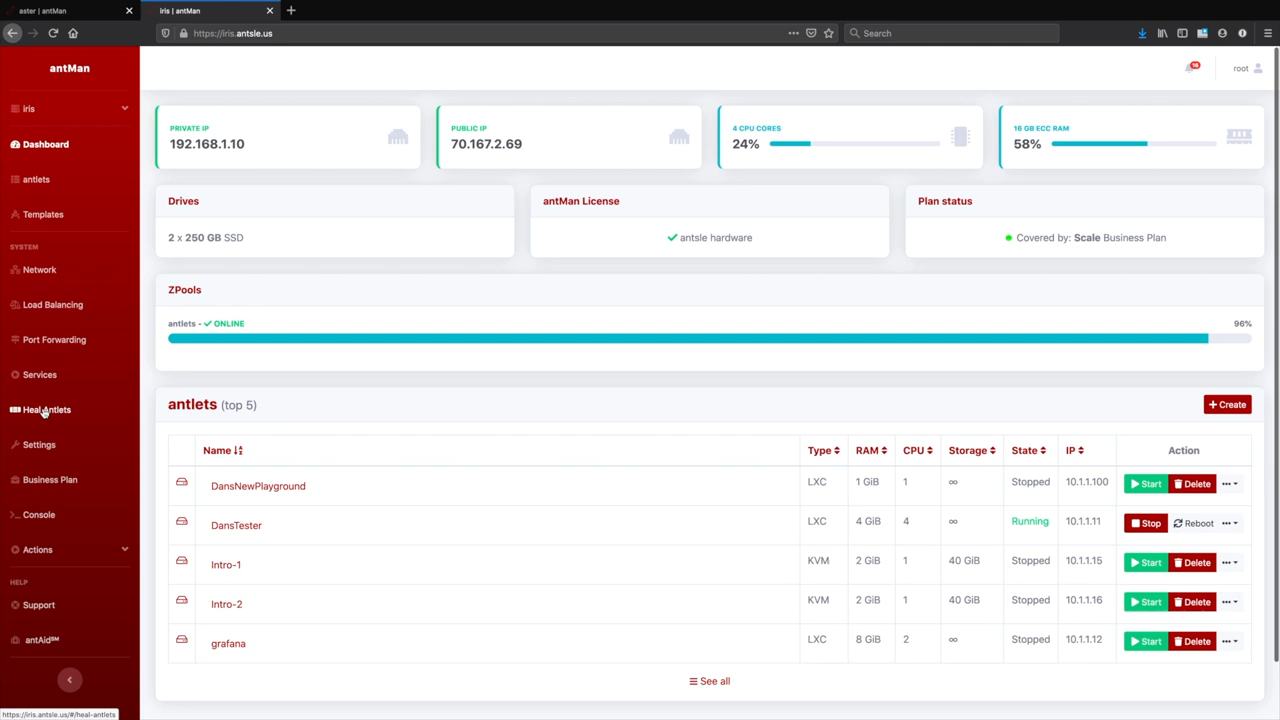 aster | antMan
iris | antMan
https://iris.antsle.us
Search
antMan
iris
Dashboard
antlets
Templates
SYSTEM
Network
Load Balancing
Port Forwarding
Services
Heal Antlets
Settings
Business Plan
Console
Actions
HELP
Support
antAid℠
https://iris.antsle.us/#/heal-antlets
16
root
PRIVATE IP
192.168.1.10
PUBLIC IP
70.167.2.69
4 CPU CORES
24%
16 GB ECC RAM
58%
Drives
2 x 250 GB SSD
antMan License
antsle hardware
Plan status
Covered by: Scale Business Plan
ZPools
antlets - ✓ ONLINE 96%
antlets (top 5)
+ Create
Name Type RAM CPU Storage State IP Action
DansNewPlayground LXC 1 GiB 1 ∞ Stopped 10.1.1.100 Start Delete
DansTester LXC 4 GiB 4 ∞ Running 10.1.1.11 Stop Reboot
Intro-1 KVM 2 GiB 1 40 GiB Stopped 10.1.1.15 Start Delete
Intro-2 KVM 2 GiB 1 40 GiB Stopped 10.1.1.16 Start Delete
grafana LXC 8 GiB 2 ∞ Stopped 10.1.1.12 Start Delete
See all